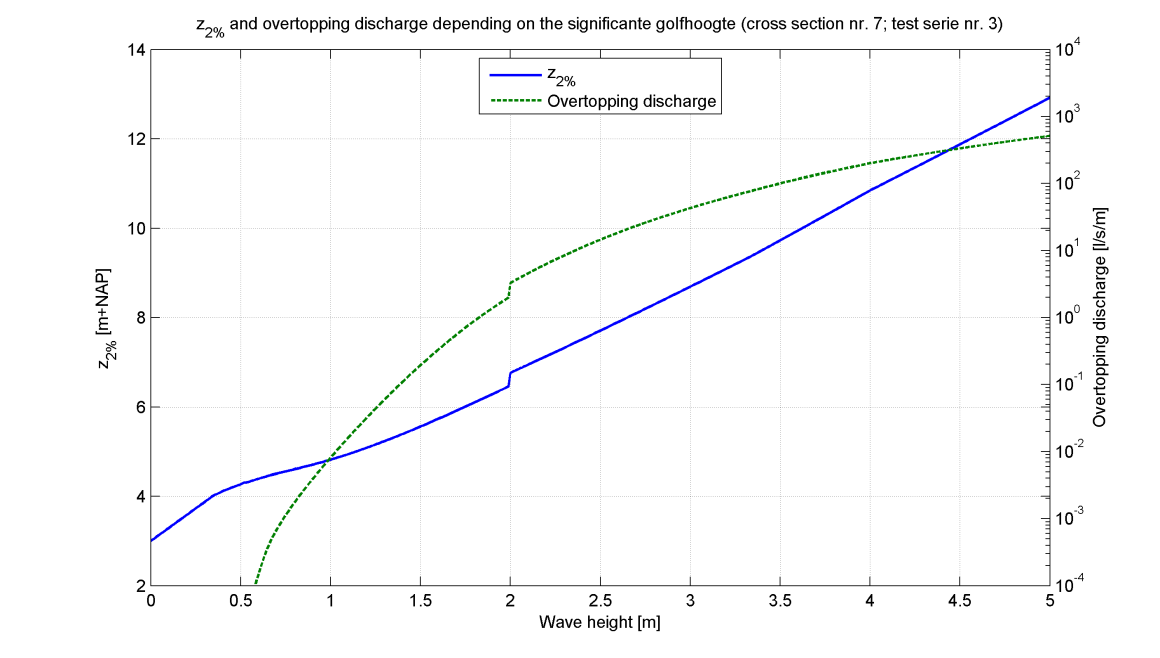 z2% and overtopping discharge depending on the significante golfhoogte (cross section nr. 7; test serie nr. 3)
z2%
Overtopping discharge
z2% [m+NAP]
14
12
10
8
6
4
2
10^4
10^3
10^2
10^1
10^0
10^-1
10^-2
10^-3
10^-4
Overtopping discharge [l/s/m]
0 0.5 1 1.5 2 2.5 3 3.5 4 4.5 5
Wave height [m]